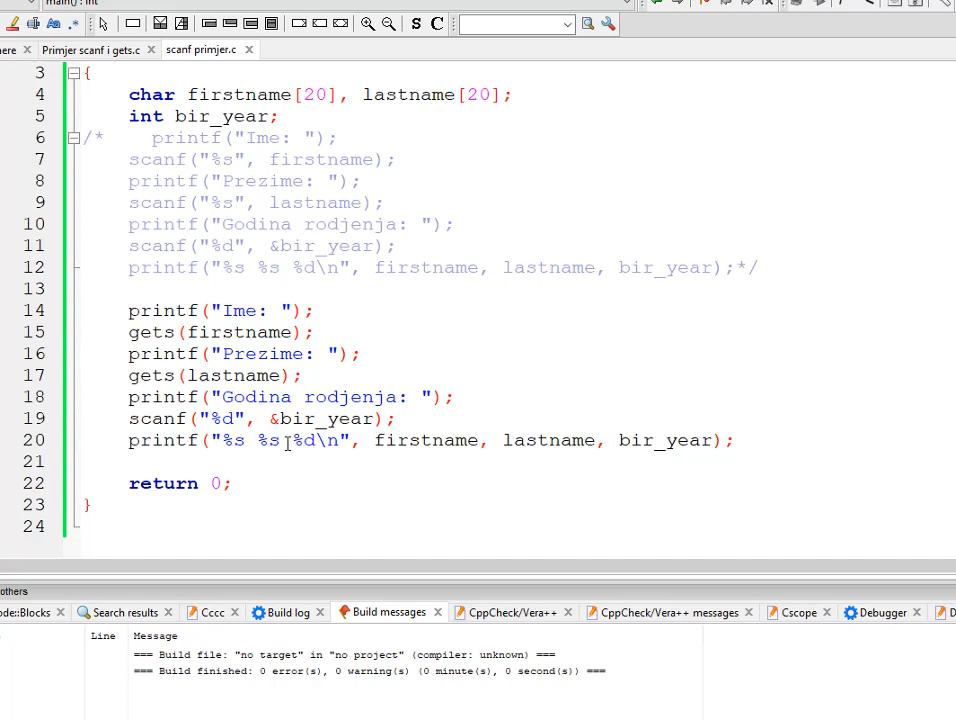 main() : int
S C
here Primjer scanf i gets.c scanf primjer.c
3 {
4 char firstname[20], lastname[20];
5 int bir_year;
6 /* printf("Ime: ");
7 scanf("%s", firstname);
8 printf("Prezime: ");
9 scanf("%s", lastname);
10 printf("Godina rodjenja: ");
11 scanf("%d", &bir_year);
12 printf("%s %s %d\n", firstname, lastname, bir_year);*/
13
14 printf("Ime: ");
15 gets(firstname);
16 printf("Prezime: ");
17 gets(lastname);
18 printf("Godina rodjenja: ");
19 scanf("%d", &bir_year);
20 printf("%s %s %d\n", firstname, lastname, bir_year);
21
22 return 0;
23 }
24
others
de::Blocks Search results Cccc Build log Build messages CppCheck/Vera++ CppCheck/Vera++ messages Cscope Debugger D
Line Message
=== Build file: "no target" in "no project" (compiler: unknown) ===
=== Build finished: 0 error(s), 0 warning(s) (0 minute(s), 0 second(s)) ===